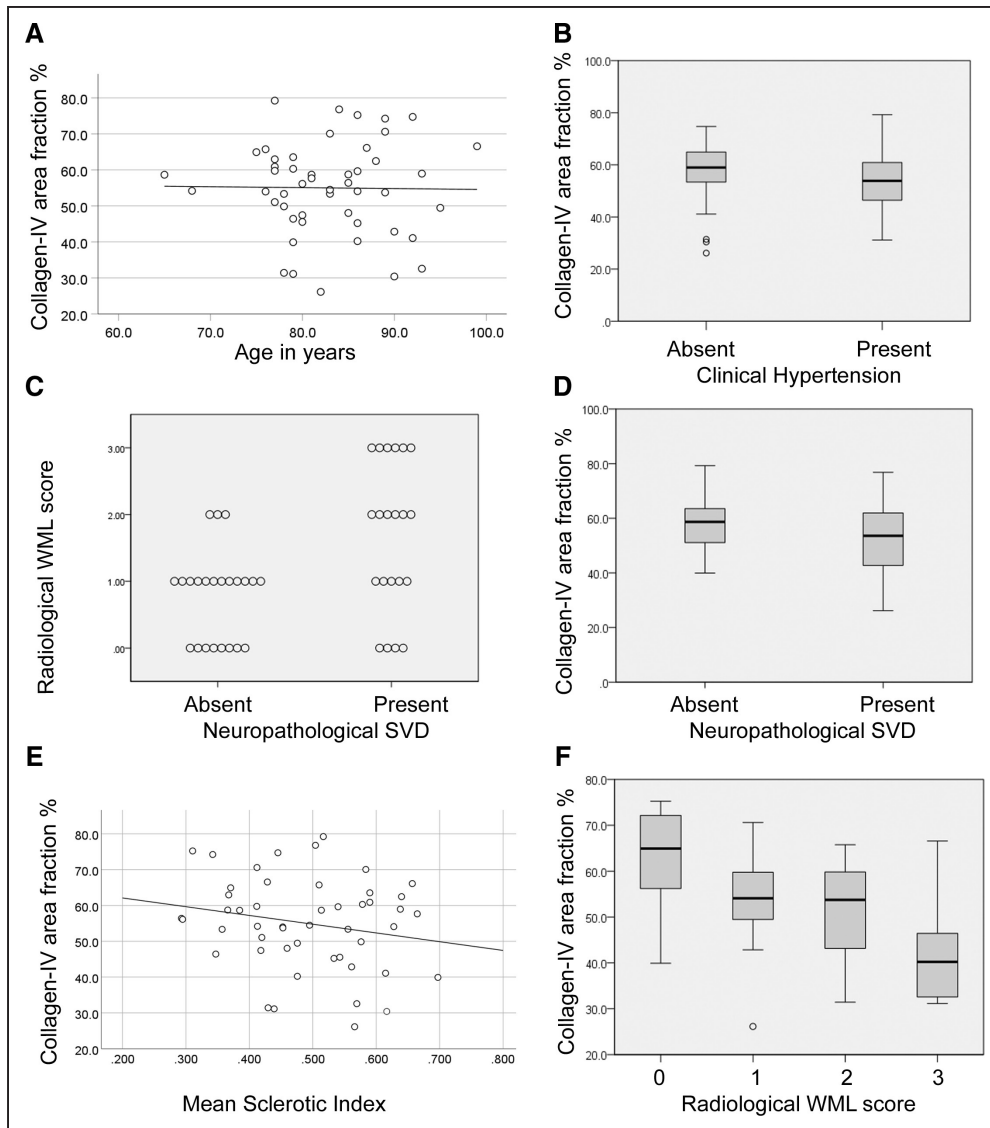 A
Collagen-IV area fraction %
80.0
70.0
60.0
50.0
40.0
30.0
20.0
60.0 70.0 80.0 90.0 100.0
Age in years
B
Collagen-IV area fraction %
100.0
80.0
60.0
40.0
20.0
.0
Absent Present
Clinical Hypertension
C
Radiological WML score
3.00
2.00
1.00
.00
Absent Present
Neuropathological SVD
D
Collagen-IV area fraction %
100.0
80.0
60.0
40.0
20.0
.0
Absent Present
Neuropathological SVD
E
Collagen-IV area fraction %
80.0
70.0
60.0
50.0
40.0
30.0
20.0
.200 .300 .400 .500 .600 .700 .800
Mean Sclerotic Index
F
Collagen-IV area fraction %
80.0
70.0
60.0
50.0
40.0
30.0
20.0
0 1 2 3
Radiological WML score